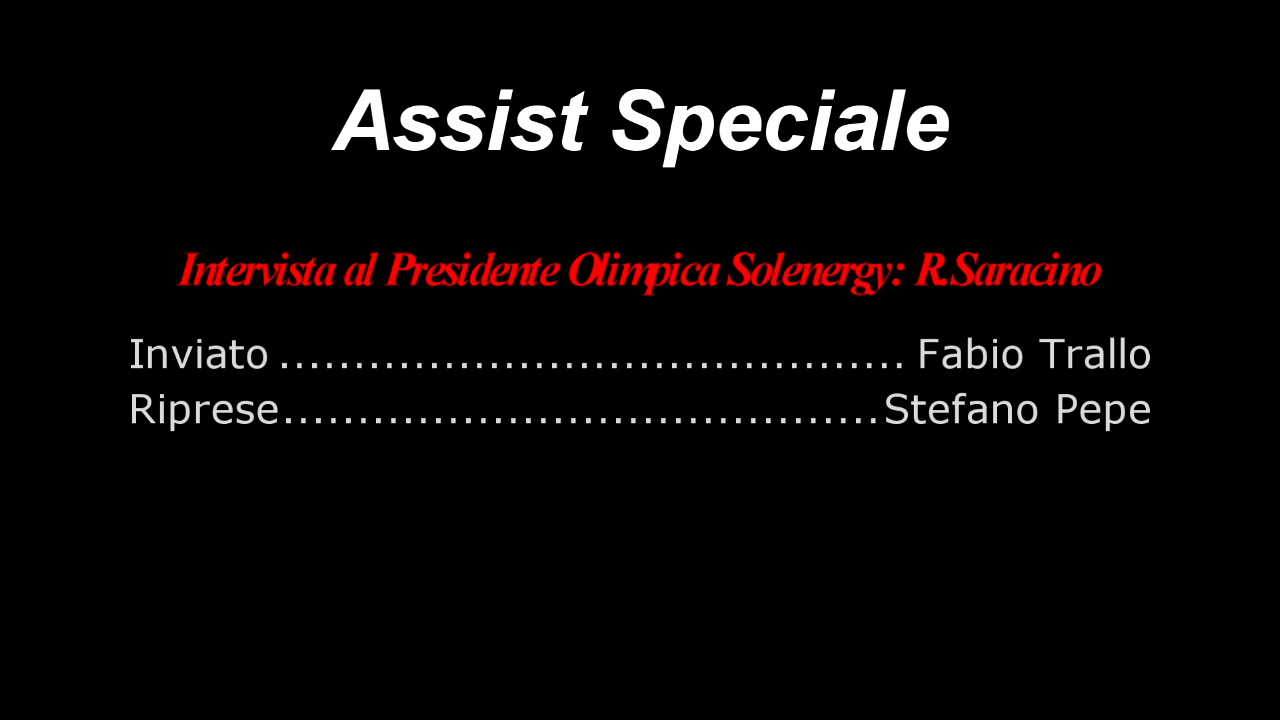 Assist Speciale
Intervista al Presidente Olimpica Solenergy: R.Saracino
Inviato .......................................... Fabio Trallo
Riprese........................................Stefano Pepe